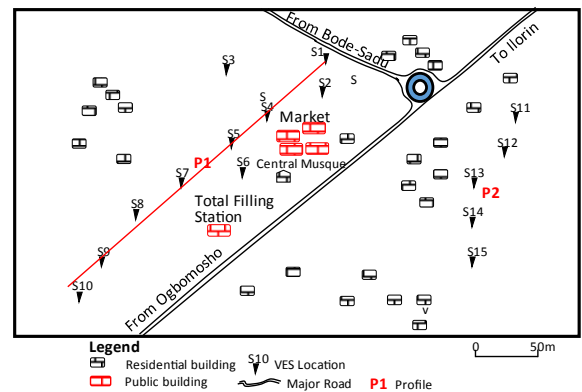 From Bode-Sadu
To Ilorin
S1
S3
S2
S
S
S4
S11
Market
S5
S12
Central Musque
P1
S6
S7
S13
P2
Total Filling
Station
S8
S14
S9
S15
S10
From Ogbomosho
v
Legend
Residential building
S10
VES Location
0
50m
Public building
Major Road
P1 Profile